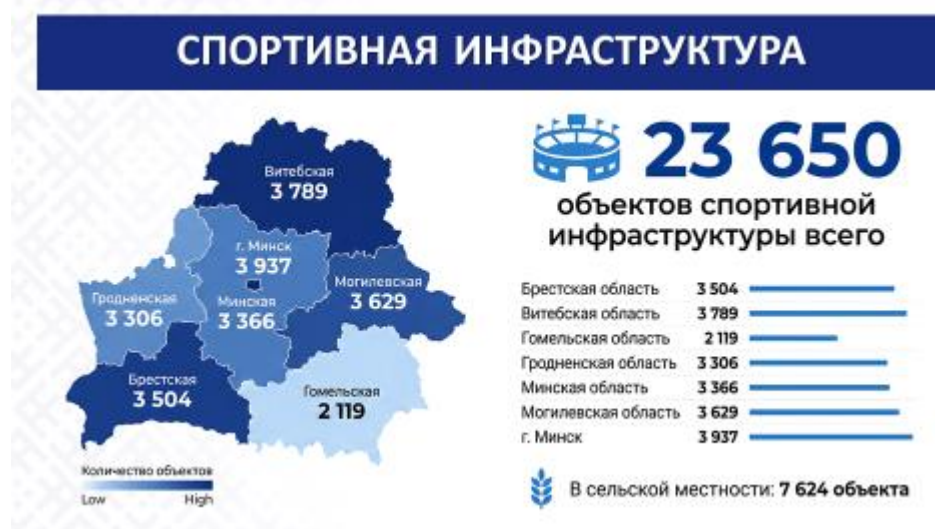 СПОРТИВНАЯ ИНФРАСТРУКТУРА
Витебская
3 789
г. Минск
3 937
Могилевская
3 629
Гродненская
3 306
Минская
3 366
Брестская
3 504
Гомельская
2 119
Количество объектов
Low High
23 650
объектов спортивной
инфраструктуры всего
Брестская область 3 504
Витебская область 3 789
Гомельская область 2 119
Гродненская область 3 306
Минская область 3 366
Могилевская область 3 629
г. Минск 3 937
В сельской местности: 7 624 объекта